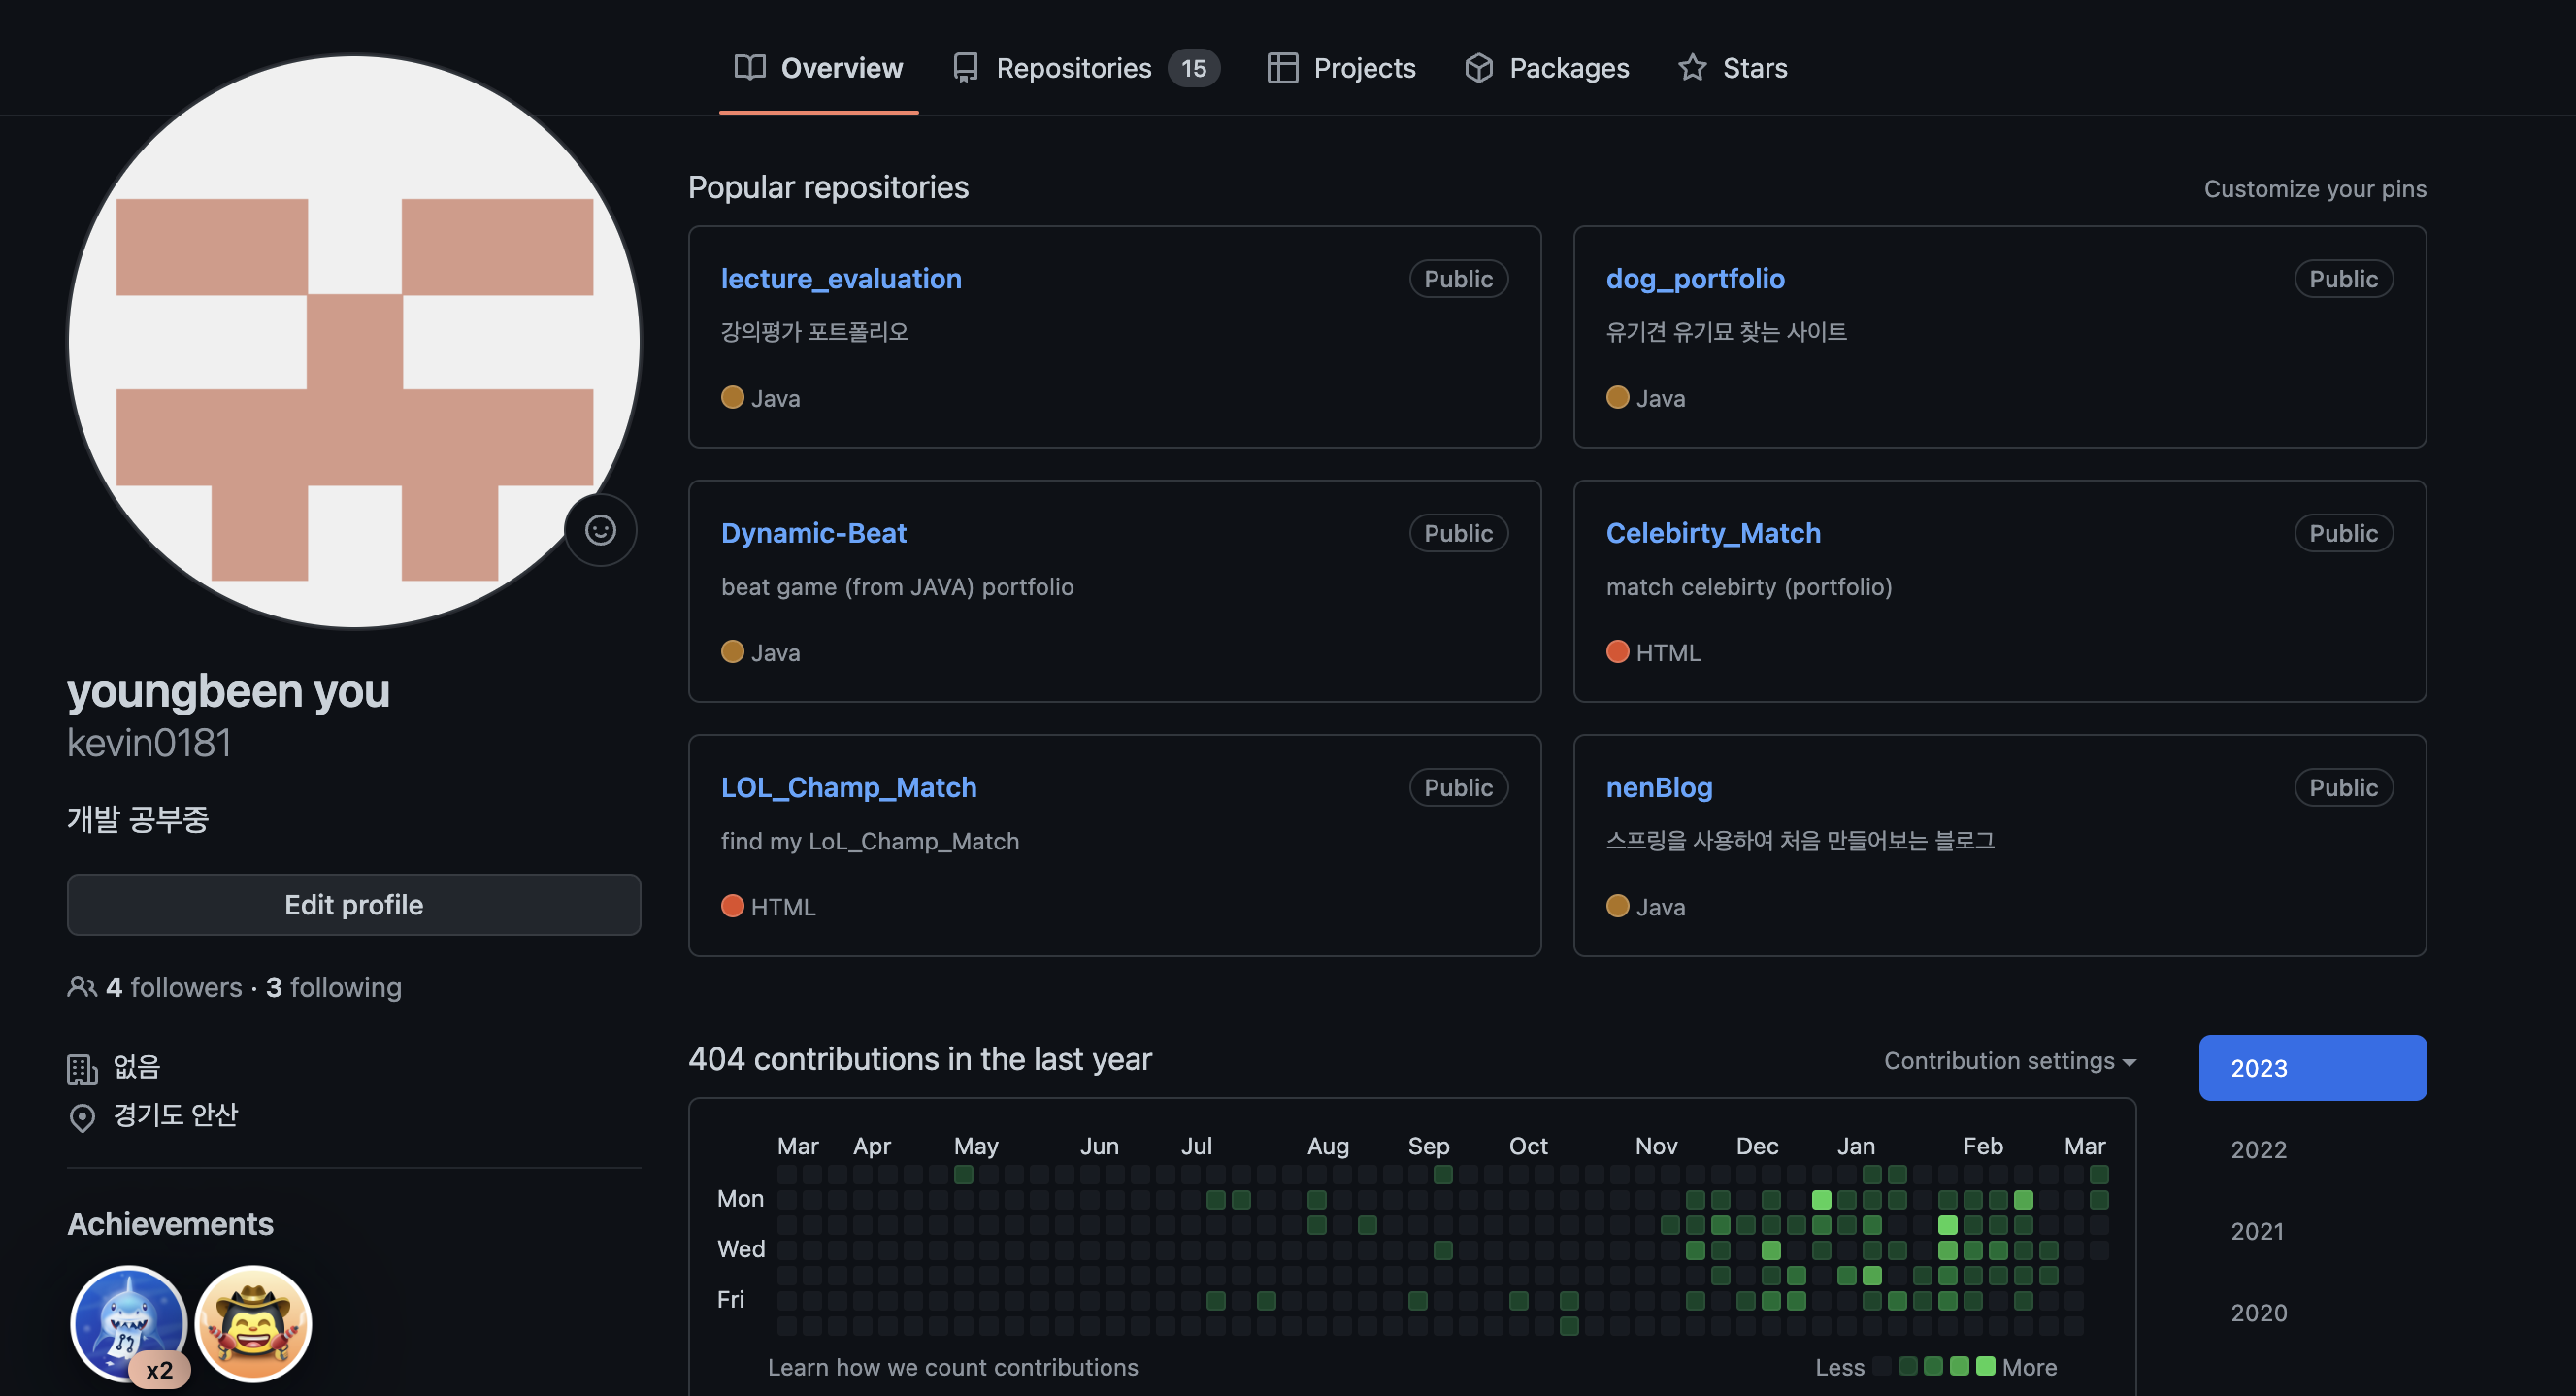 Overview Repositories 15 Projects Packages Stars
youngbeen you
kevin0181
개발 공부중
Edit profile
4 followers · 3 following
없음
경기도 안산
Achievements
x2
Popular repositories
Customize your pins
lecture_evaluation
Public
강의평가 포트폴리오
Java
dog_portfolio
Public
유기견 유기묘 찾는 사이트
Java
Dynamic-Beat
Public
beat game (from JAVA) portfolio
Java
Celebirty_Match
Public
match celebirty (portfolio)
HTML
LOL_Champ_Match
Public
find my LoL_Champ_Match
HTML
nenBlog
Public
스프링을 사용하여 처음 만들어보는 블로그
Java
404 contributions in the last year
Contribution settings
Mar Apr May Jun Jul Aug Sep Oct Nov Dec Jan Feb Mar
Mon
Wed
Fri
Learn how we count contributions
Less More
2023
2022
2021
2020